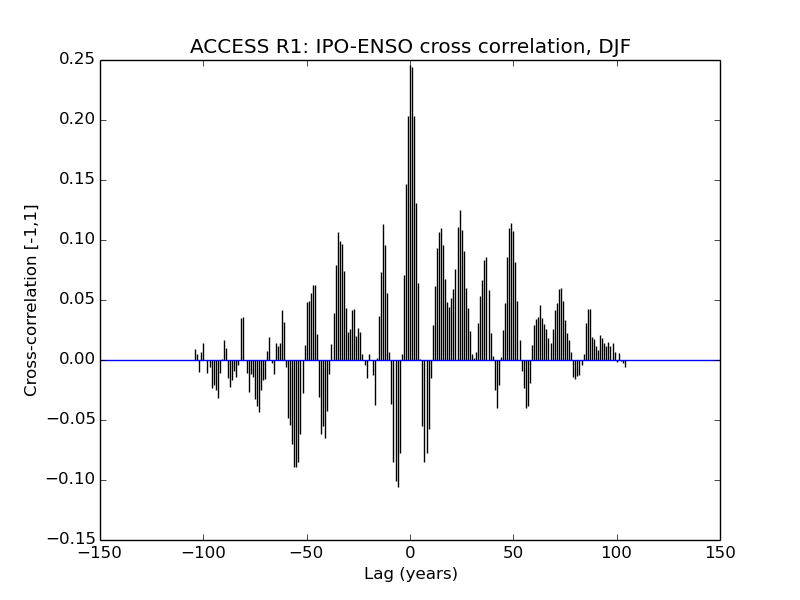 ACCESS R1: IPO-ENSO cross correlation, DJF
0.25
0.20
0.15
0.10
0.05
0.00
−0.05
−0.10
−0.15
Cross-correlation [-1,1]
−150 −100 −50 0 50 100 150
Lag (years)